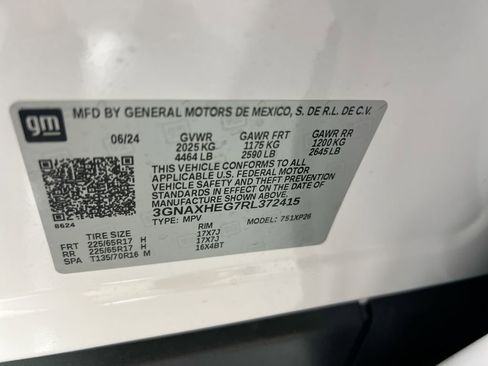 gm
MFD BY GENERAL MOTORS DE MEXICO, S. DE R.L. DE C.V.
06/24 GVWR GAWR FRT GAWR RR
2025 KG 1175 KG 1200 KG
4464 LB 2590 LB 2645 LB
THIS VEHICLE CONFORMS TO ALL
APPLICABLE U.S. FEDERAL MOTOR
VEHICLE SAFETY AND THEFT PREVENTION
STANDARDS IN EFFECT ON THE DATE OF
MANUFACTURE SHOWN ABOVE.
3GNAXHEG7RL372415
8624 TYPE: MPV MODEL: 751XP26
TIRE SIZE RIM
FRT 225/65R17 H 17X7J
RR 225/65R17 H 17X7J
SPA T135/70R16 M 16X4BT